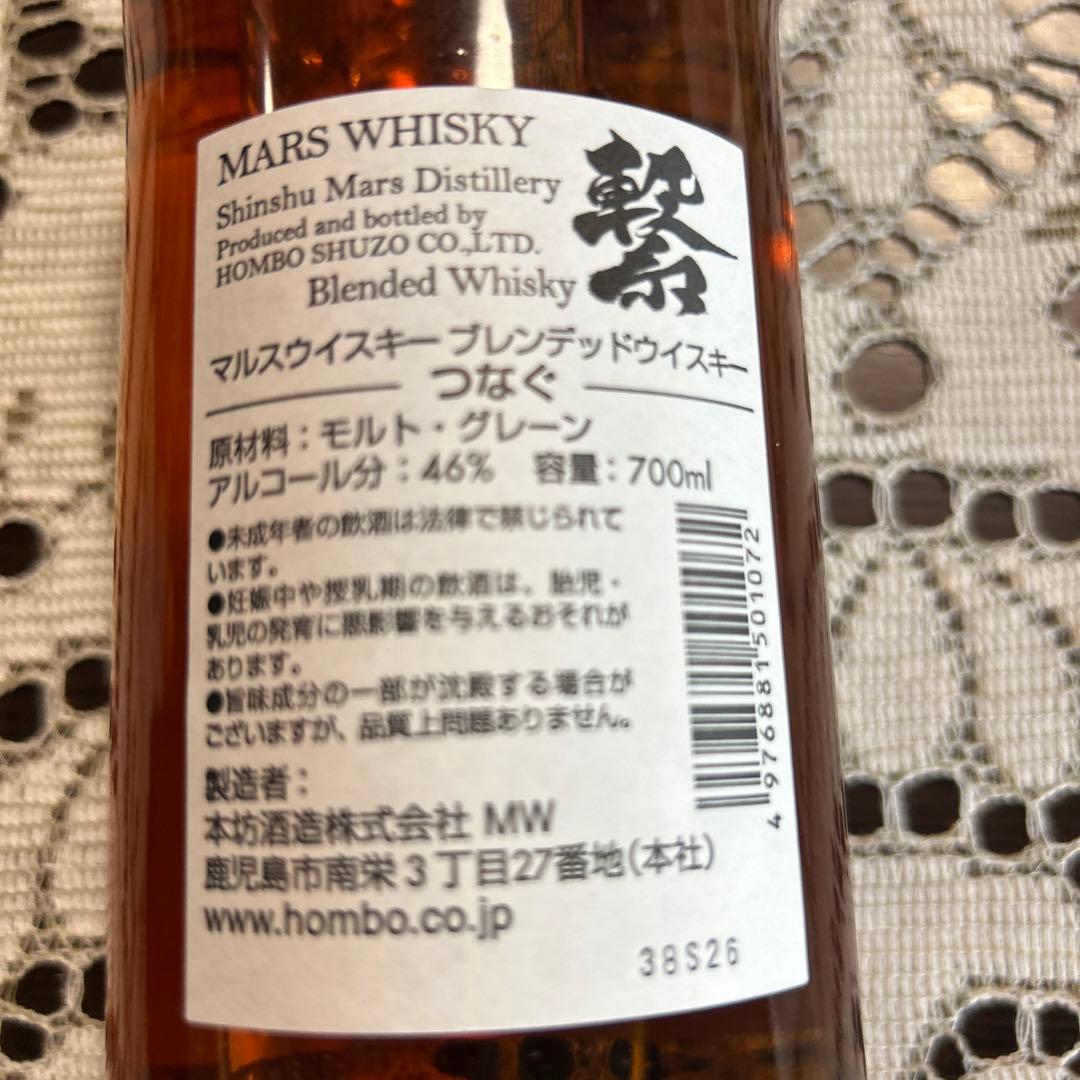 MARS WHISKY
Shinshu Mars Distillery
Produced and bottled by
HOMBO SHUZO CO.,LTD.
Blended Whisky
繋
マルスウイスキー ブレンデッドウイスキー
つなぐ
原材料：モルト・グレーン
アルコール分：46% 容量：700ml
●未成年者の飲酒は法律で禁じられて
います。
●妊娠中や授乳期の飲酒は、胎児・
乳児の発育に悪影響を与えるおそれが
あります。
●旨味成分の一部が沈殿する場合が
ございますが、品質上問題ありません。
製造者：
本坊酒造株式会社 MW
鹿児島市南栄3丁目27番地(本社)
www.hombo.co.jp
38S26
4 976881 501072